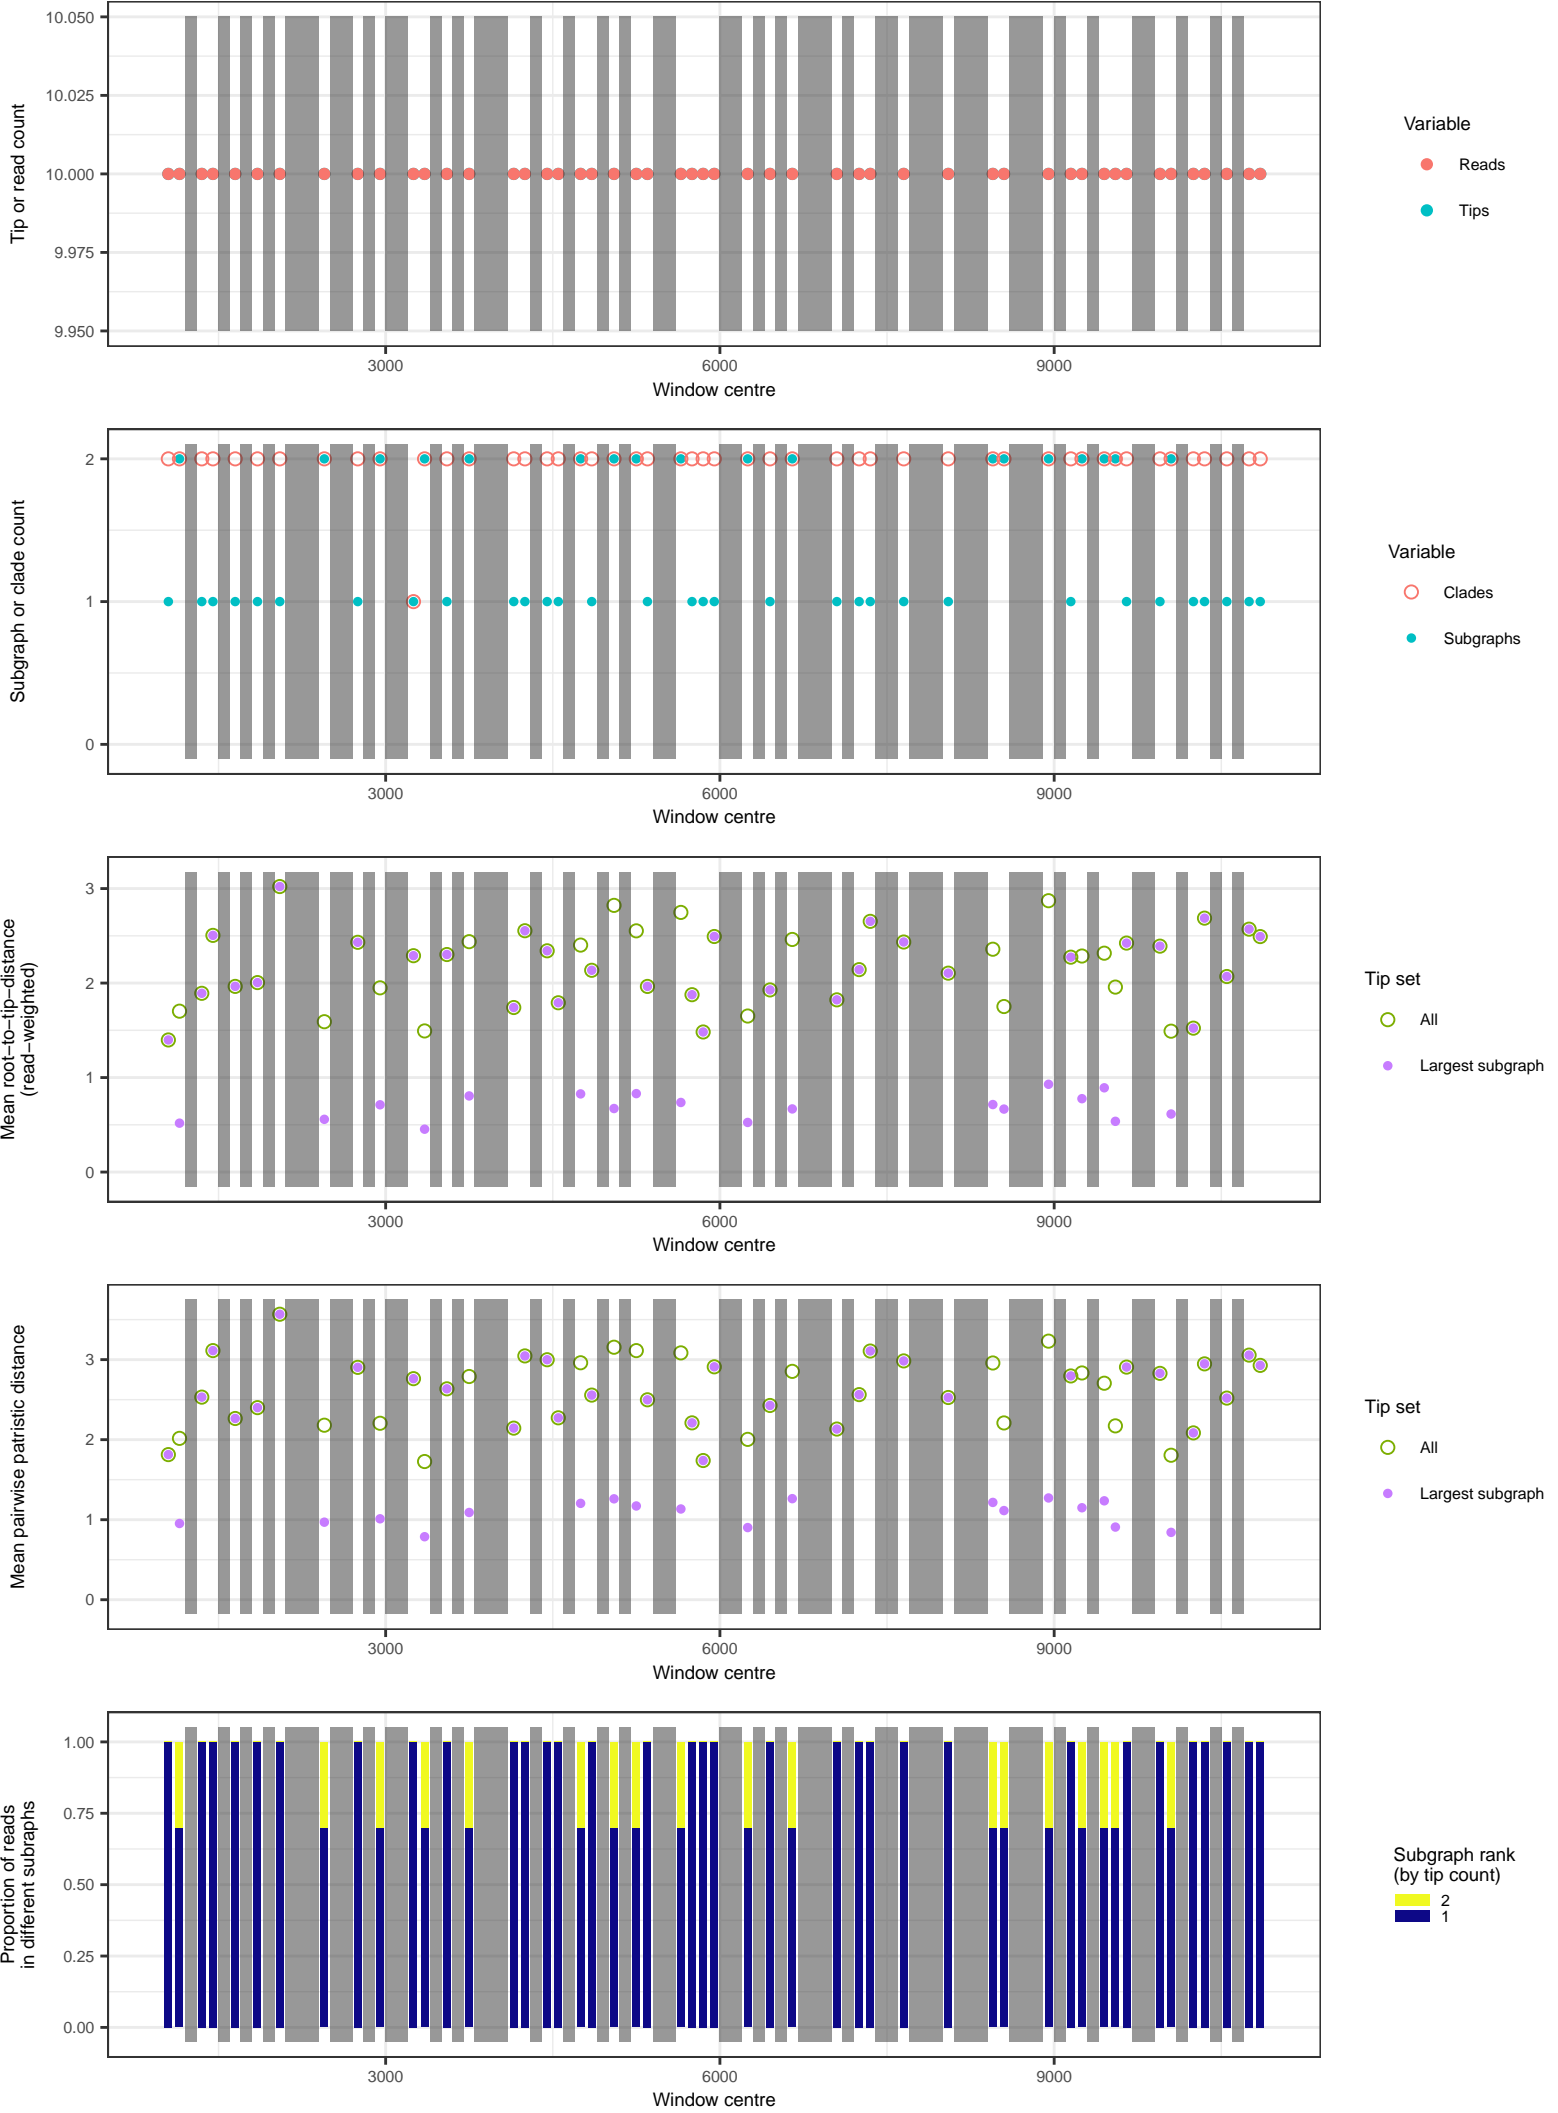 10.050
10.025
10.000
9.975
9.950
Tip or read count
3000
6000
9000
Window centre
Variable
Reads
Tips
2
1
0
Subgraph or clade count
3000
6000
9000
Window centre
Variable
Clades
Subgraphs
3
2
1
0
Mean root−to−tip−distance
(read−weighted)
3000
6000
9000
Window centre
Tip set
All
Largest subgraph
3
2
1
0
Mean pairwise patristic distance
3000
6000
9000
Window centre
Tip set
All
Largest subgraph
1.00
0.75
0.50
0.25
0.00
Proportion of reads
in different subraphs
3000
6000
9000
Window centre
Subgraph rank
(by tip count)
2
1